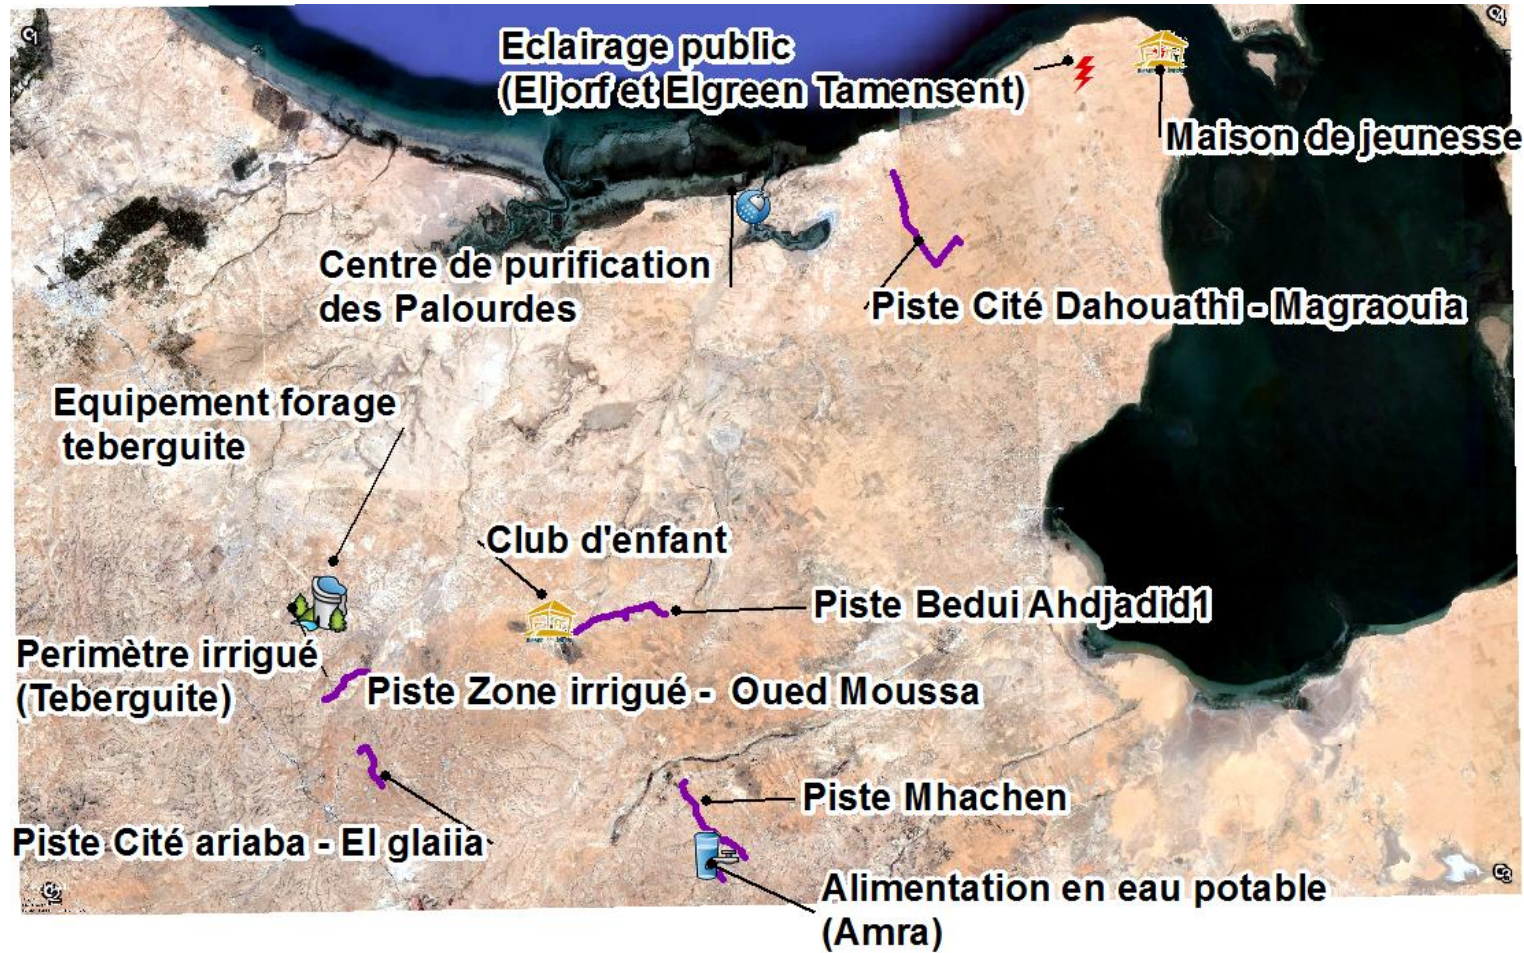 Eclairage public
(Eljorf et Elgreen Tamensent)
Maison de jeunesse
Centre de purification
des Palourdes
Piste Cité Dahouathi - Magraouia
Equipement forage
teberguite
Club d'enfant
Piste Bedui Ahdjadid1
Perimètre irrigué
(Teberguite)
Piste Zone irrigué - Oued Moussa
Piste Mhachen
Piste Cité ariaba - El glaiia
Alimentation en eau potable
(Amra)